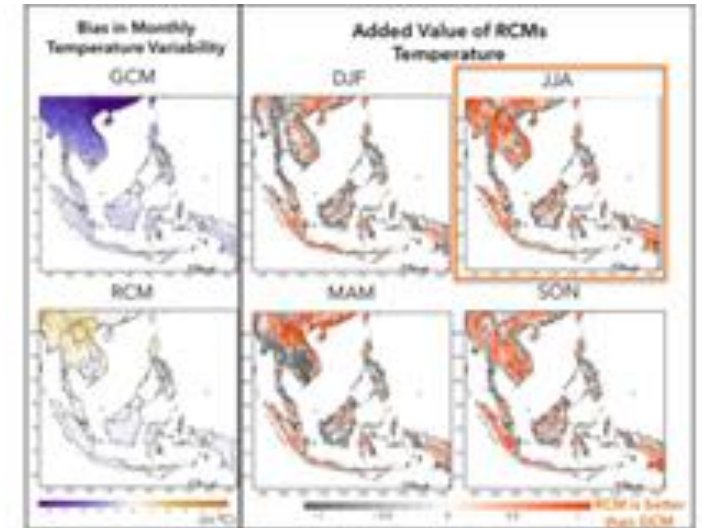 Bias in Monthly
Temperature Variability
Added Value of RCMs
Temperature
GCM
DJF
JJA
RCM
MAM
SON
(in °C)
RCM is better
than GCM